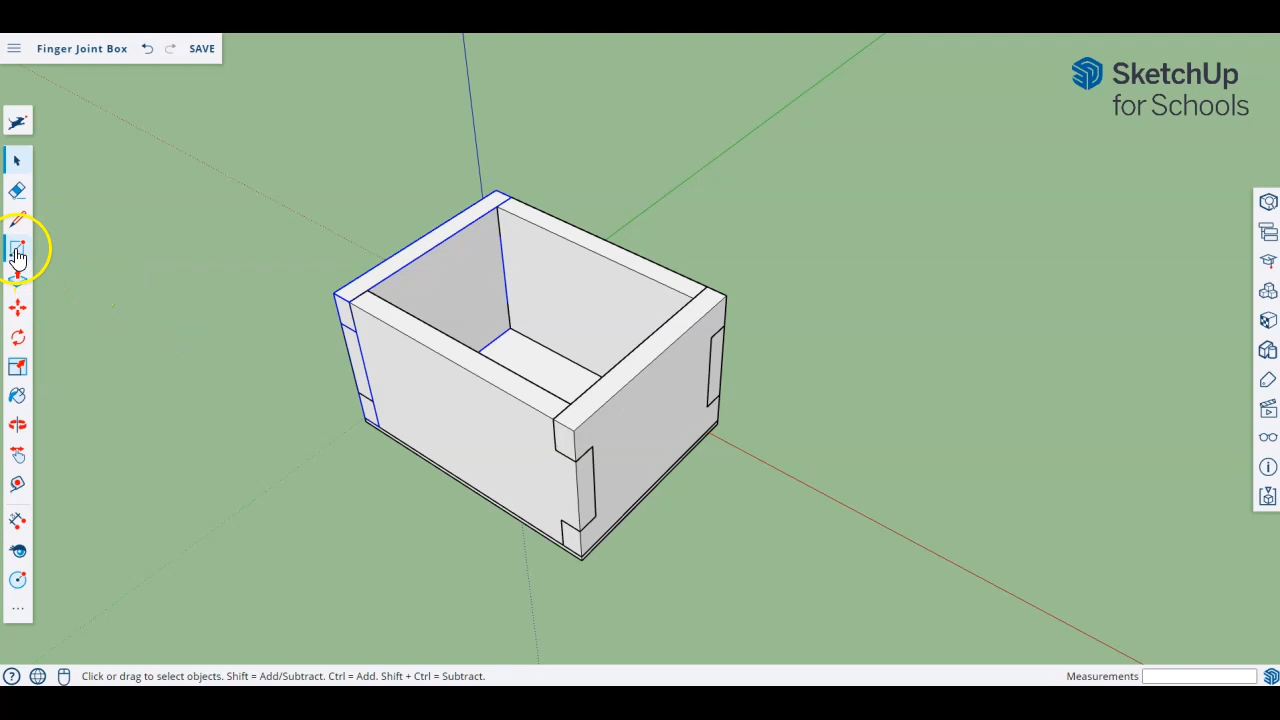 Finger Joint Box SAVE
SketchUp
for Schools
Click or drag to select objects. Shift = Add/Subtract. Ctrl = Add. Shift + Ctrl = Subtract.
Measurements